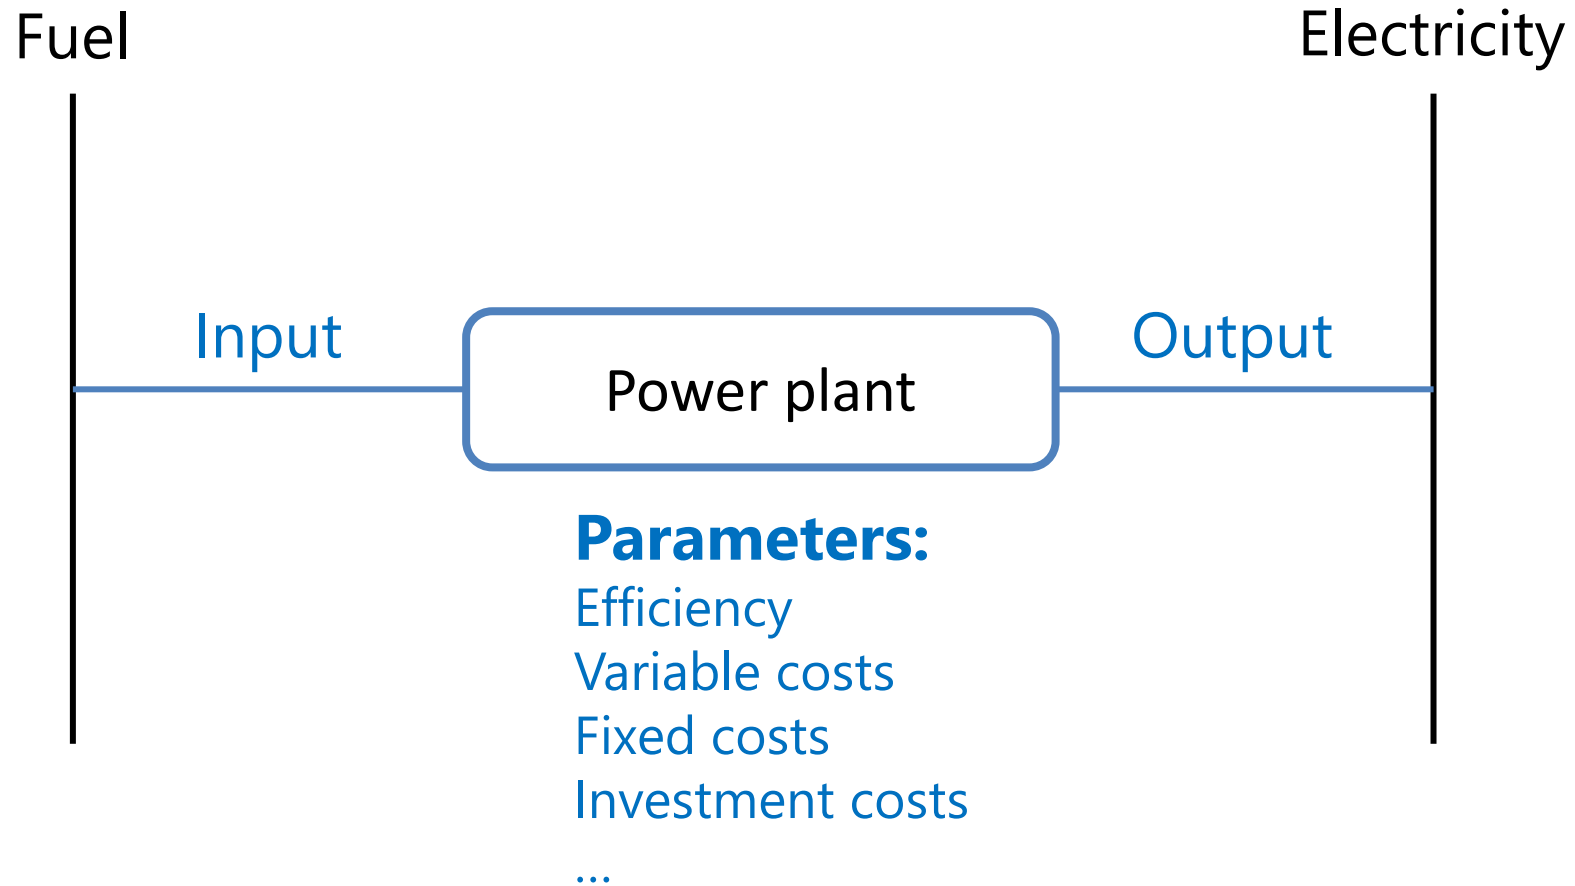 Fuel
Electricity
Input
Output
Power plant
Parameters:
Efficiency
Variable costs
Fixed costs
Investment costs
...